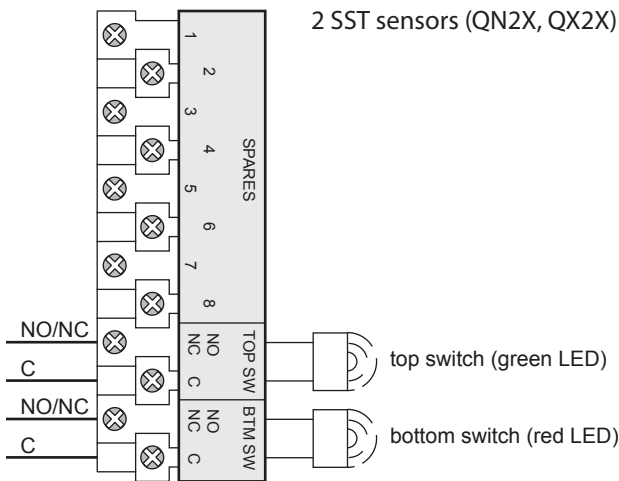 2 SST sensors (QN2X, QX2X)
1
2
3
4
5
6
7
8
SPARES
NO/NC
C
NO
NC
C
TOP SW
top switch (green LED)
NO/NC
C
NO
NC
C
BTM SW
bottom switch (red LED)